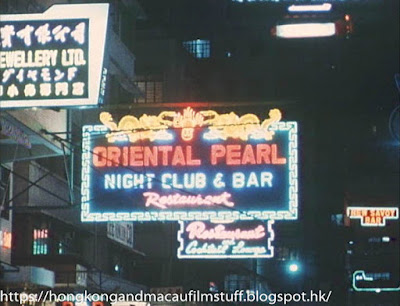 JEWELLERY LTD.
ダイヤモンド
ORIENTAL PEARL
NIGHT CLUB & BAR
Restaurant
Restaurant
Cocktail Lounge
NEW SAVOY
BAR
https://hongkongandmacaufilmstuff.blogspot.hk/